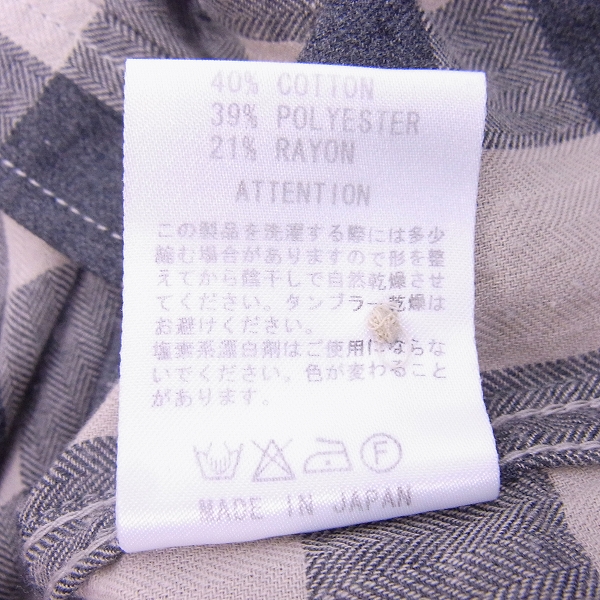 40% COTTON
39% POLYESTER
21% RAYON
ATTENTION
この製品を洗濯する際には多少
縮む場合がありますので形を整
えてから陰干しで自然乾燥させ
てください。タンブラー乾燥は
お避けください。
塩素系漂白剤はご使用にならな
いでください。色が変わること
があります。
F
MADE IN JAPAN